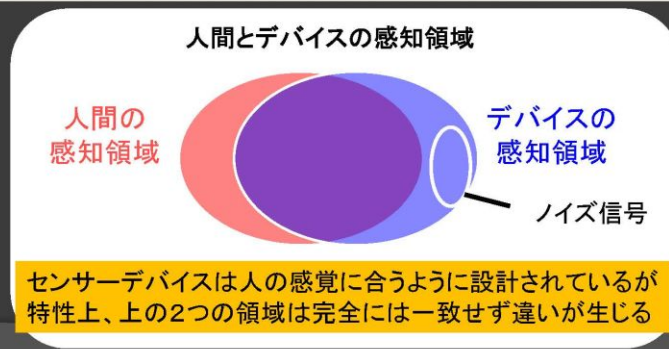 人間とデバイスの感知領域
人間の
感知領域
デバイスの
感知領域
ノイズ信号
センサーデバイスは人の感覚に合うように設計されているが
特性上、上の２つの領域は完全には一致せず違いが生じる